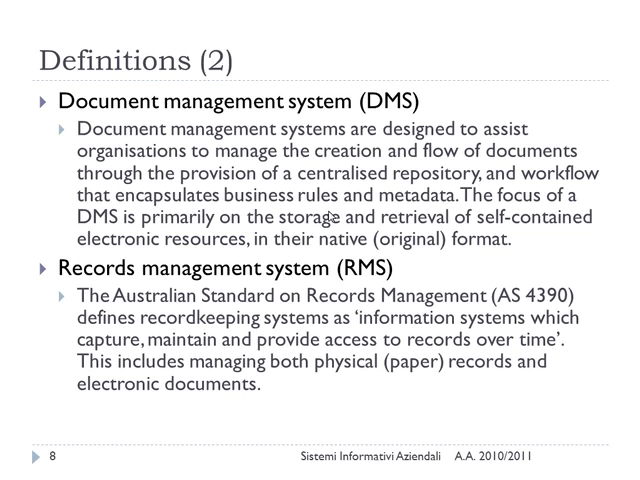 Definitions (2)
Document management system (DMS)
Document management systems are designed to assist
organisations to manage the creation and flow of documents
through the provision of a centralised repository, and workflow
that encapsulates business rules and metadata. The focus of a
DMS is primarily on the storage and retrieval of self-contained
electronic resources, in their native (original) format.
Records management system (RMS)
The Australian Standard on Records Management (AS 4390)
defines recordkeeping systems as ‘information systems which
capture, maintain and provide access to records over time’.
This includes managing both physical (paper) records and
electronic documents.
8 Sistemi Informativi Aziendali A.A. 2010/2011